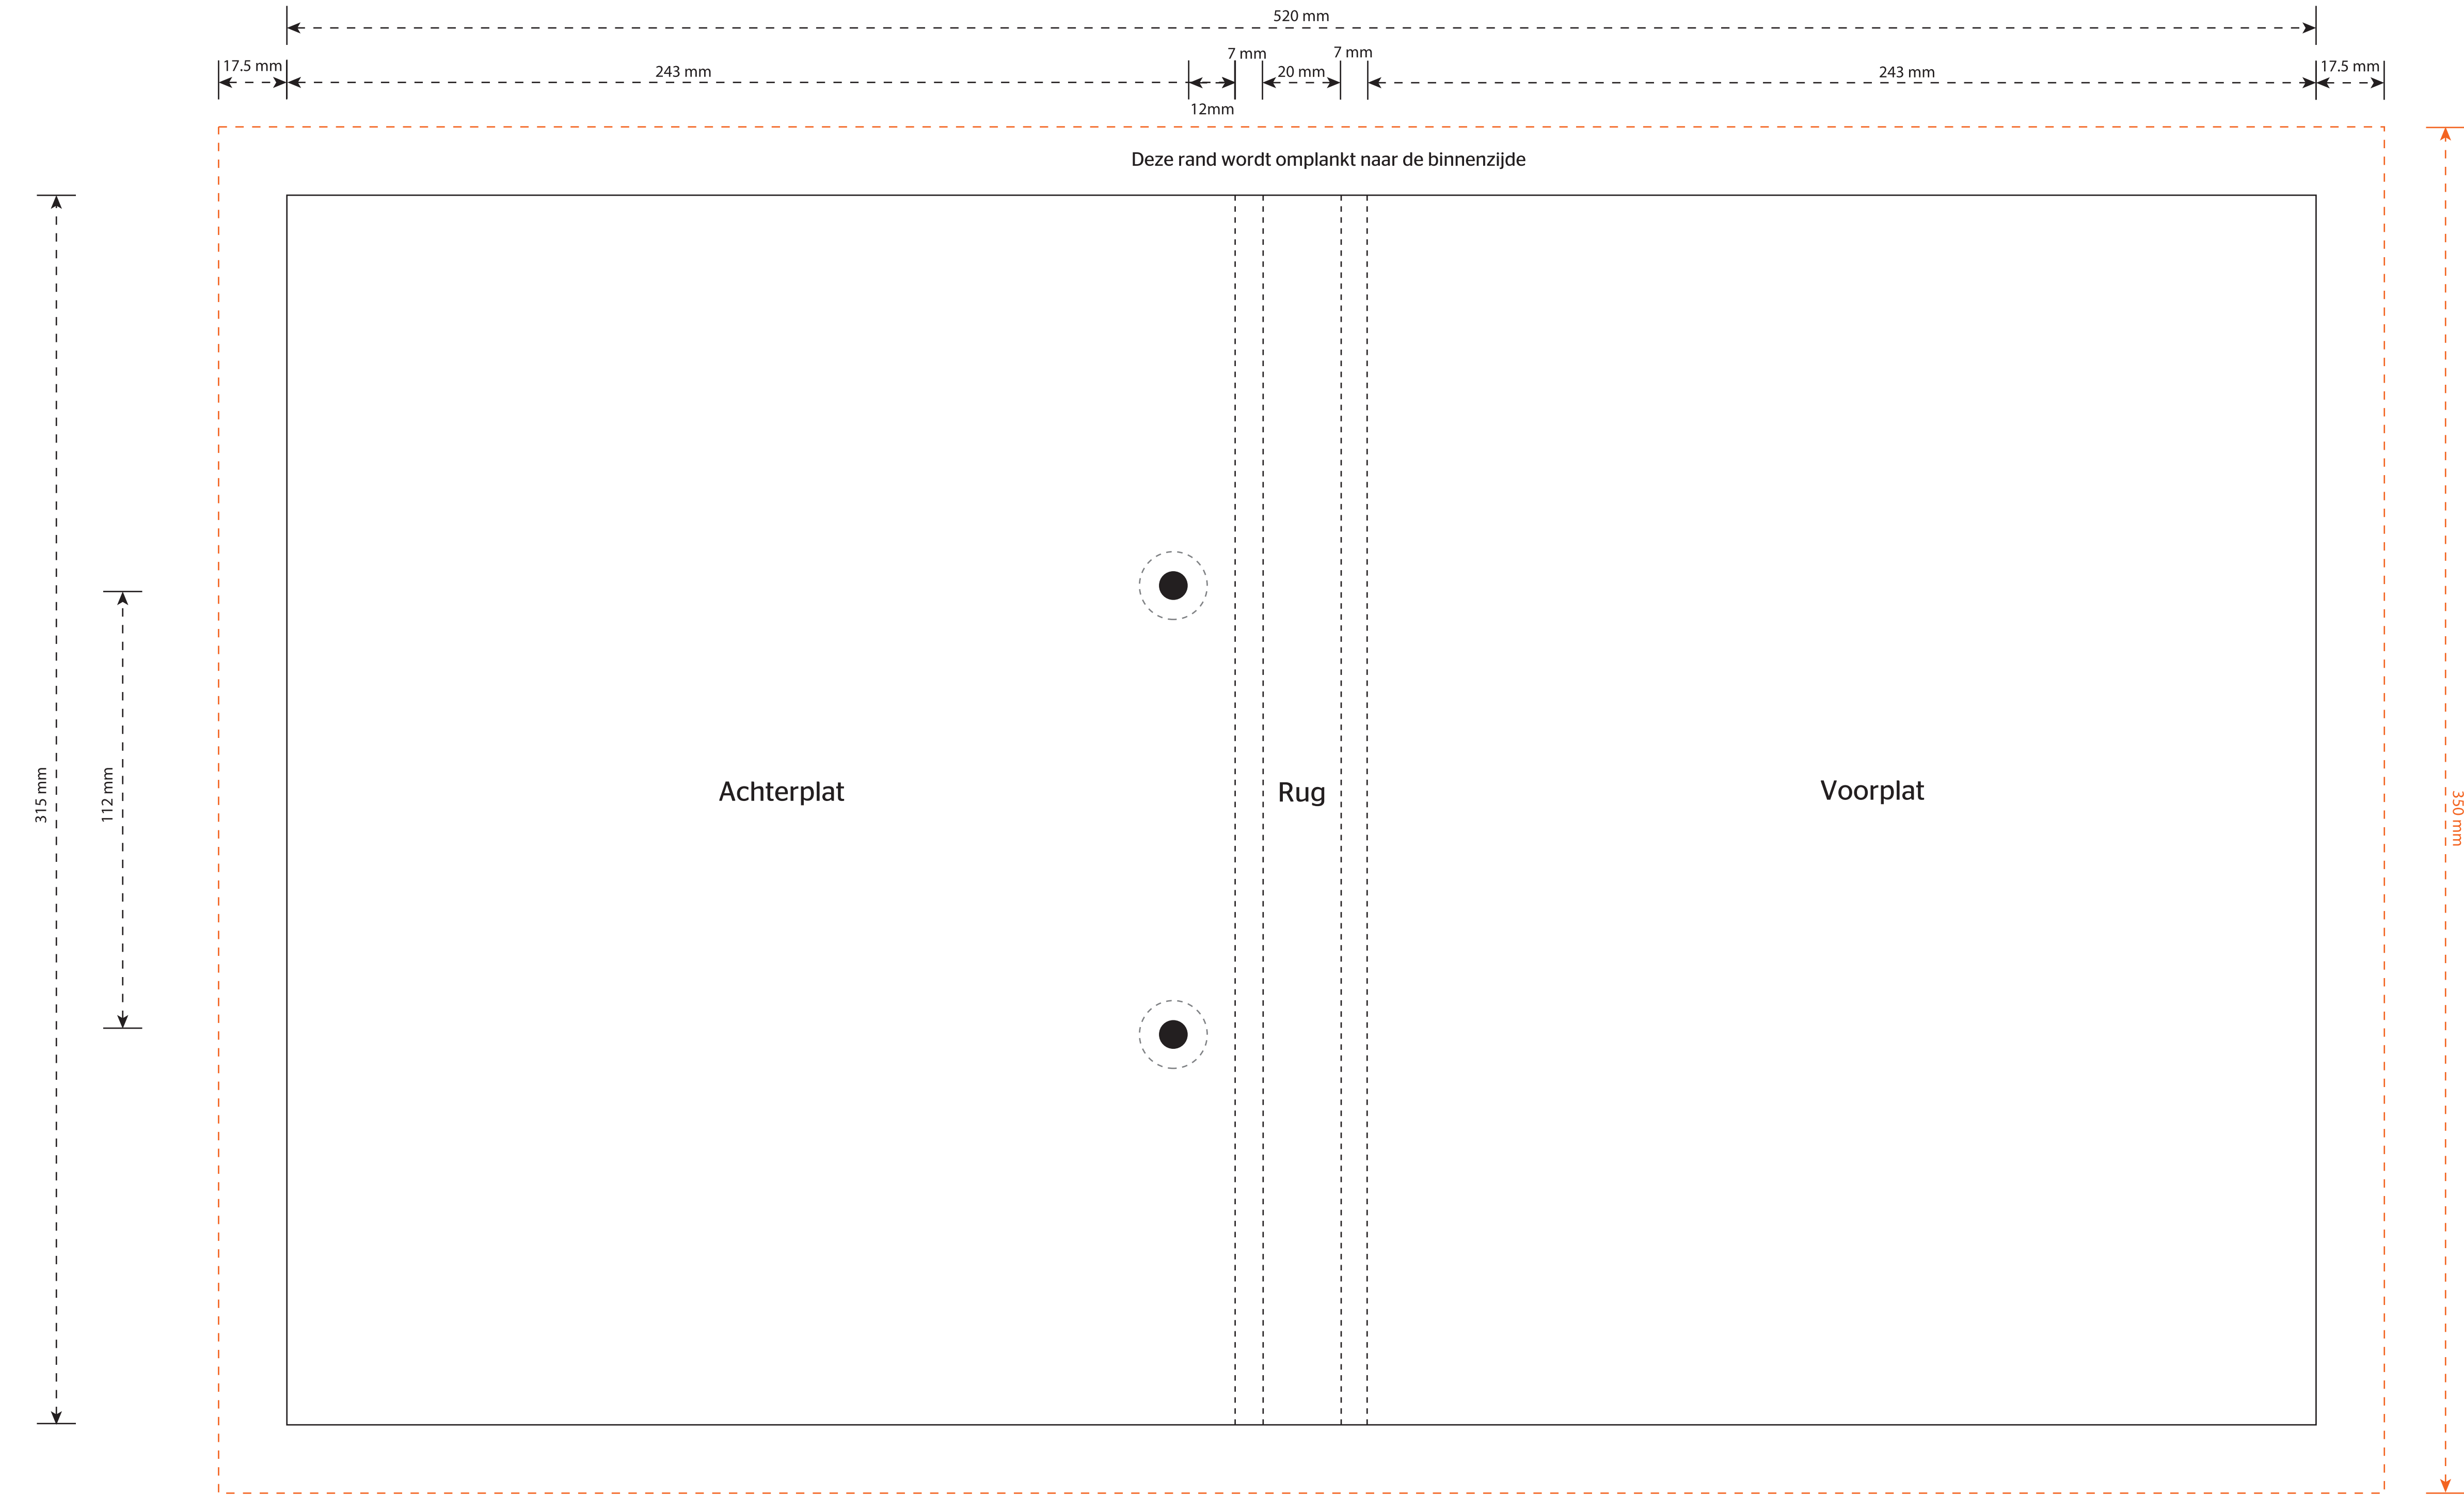 520 mm
17.5 mm
243 mm
12mm
7 mm
20 mm
7 mm
243 mm
17.5 mm
Deze rand wordt omplankt naar de binnenzijde
315 mm
112 mm
Achterplat
Rug
Voorplat
350 mm